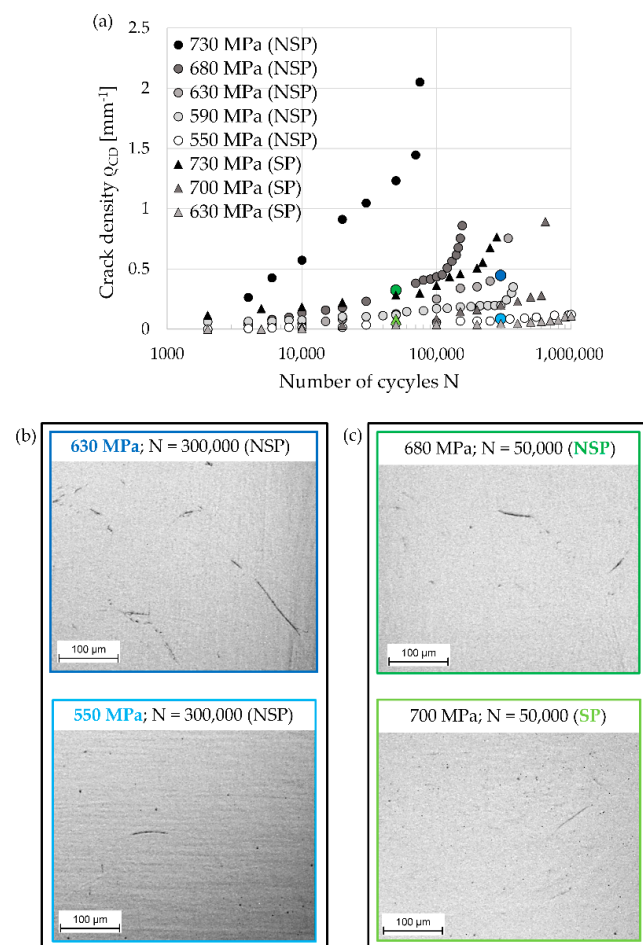 (a)
2.5
2
1.5
1
0.5
0
Crack density ϱCD [mm-1]
730 MPa (NSP)
680 MPa (NSP)
630 MPa (NSP)
590 MPa (NSP)
550 MPa (NSP)
730 MPa (SP)
700 MPa (SP)
630 MPa (SP)
1000 10,000 100,000 1,000,000
Number of cycyles N
(b)
630 MPa; N = 300,000 (NSP)
100 µm
550 MPa; N = 300,000 (NSP)
100 µm
(c)
680 MPa; N = 50,000 (NSP)
100 µm
700 MPa; N = 50,000 (SP)
100 µm